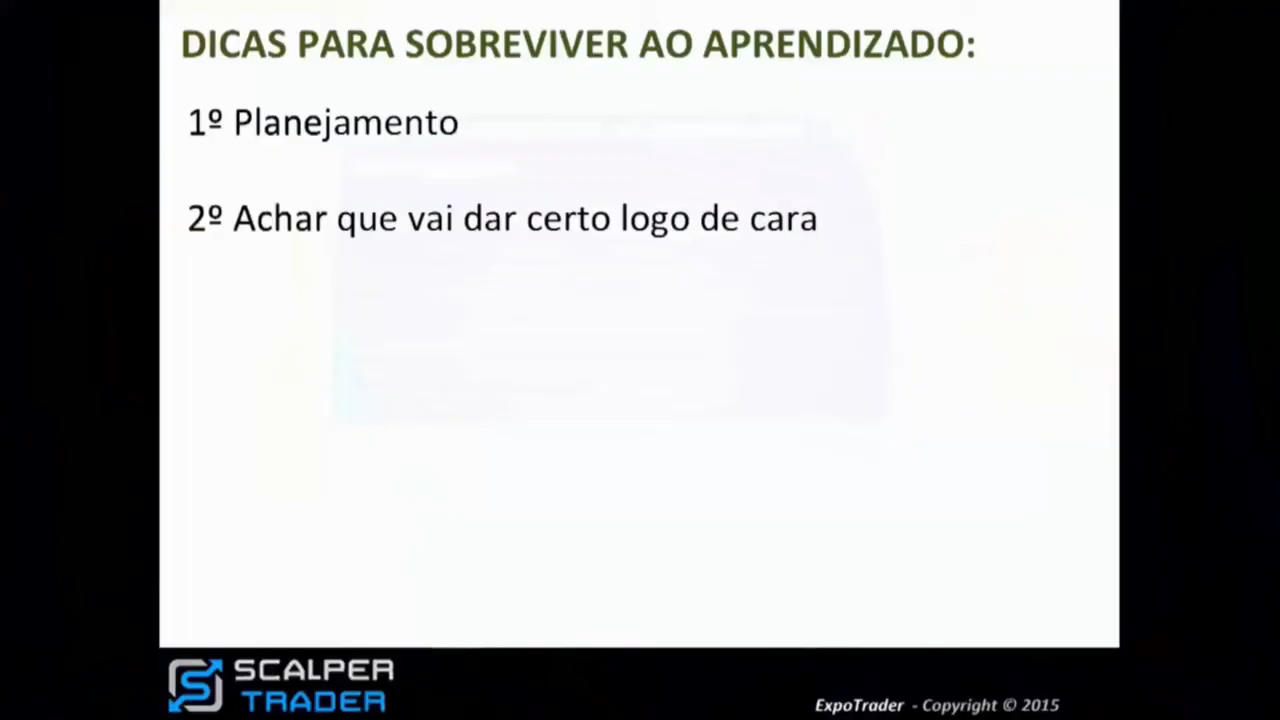 DICAS PARA SOBREVIVER AO APRENDIZADO:
1º Planejamento
2º Achar que vai dar certo logo de cara
SCALPER
TRADER
ExpoTrader - Copyright © 2015